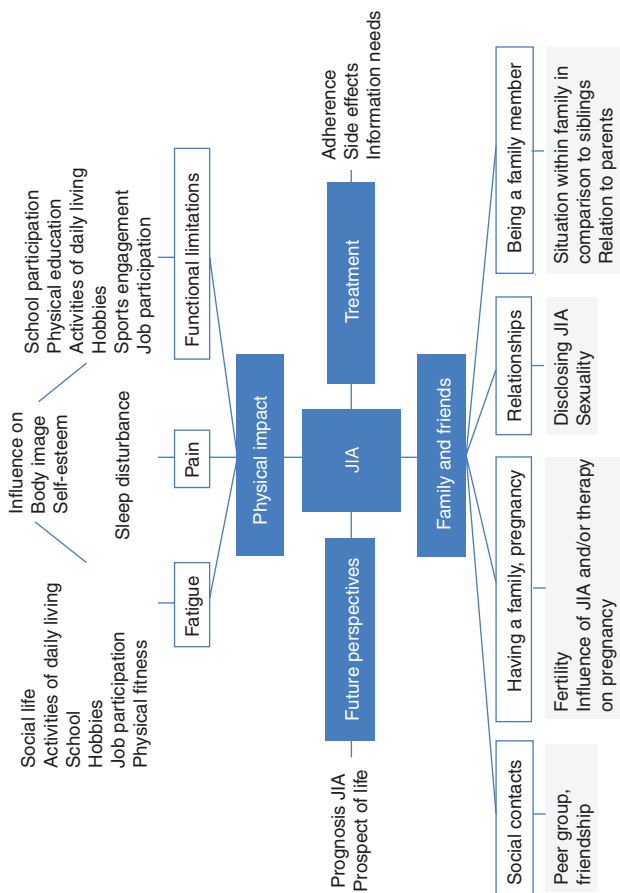 Influence on
Body image
Self-esteem
Social life
Activities of daily living
School
Hobbies
Job participation
Physical fitness
Sleep disturbance
School participation
Physical education
Activities of daily living
Hobbies
Sports engagement
Job participation
Fatigue
Pain
Functional limitations
Physical impact
Prognosis JIA
Prospect of life
Future perspectives
JIA
Treatment
Adherence
Side effects
Information needs
Family and friends
Social contacts
Having a family, pregnancy
Relationships
Being a family member
Peer group,
friendship
Fertility
Influence of JIA and/or therapy
on pregnancy
Disclosing JIA
Sexuality
Situation within family in
comparison to siblings
Relation to parents